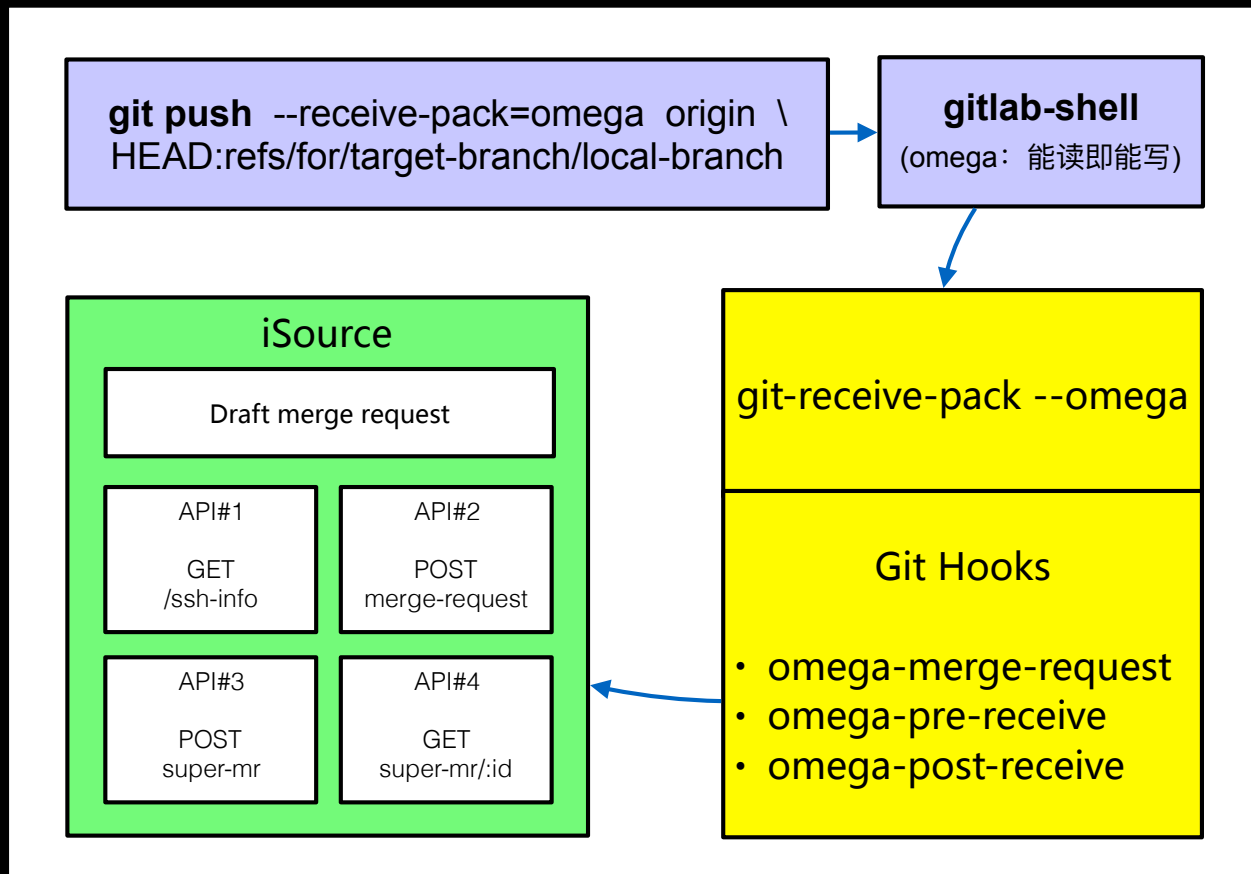 git push --receive-pack=omega origin \
HEAD:refs/for/target-branch/local-branch
gitlab-shell
(omega：能读即能写)
git-receive-pack --omega
Git Hooks
• omega-merge-request
• omega-pre-receive
• omega-post-receive
iSource
Draft merge request
API#1
GET
/ssh-info
API#2
POST
merge-request
API#3
POST
super-mr
API#4
GET
super-mr/:id